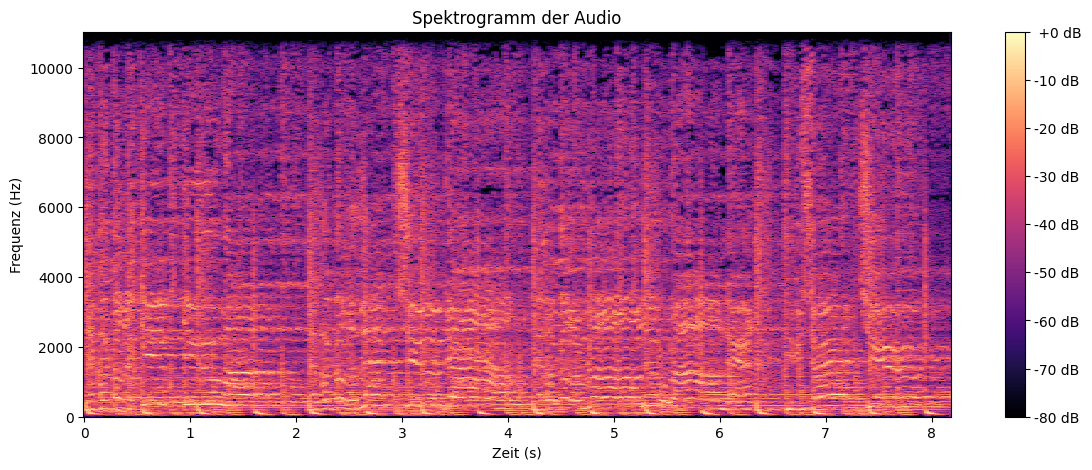 Spektrogramm der Audio
Frequenz (Hz)
10000
8000
6000
4000
2000
0
0 1 2 3 4 5 6 7 8
Zeit (s)
+0 dB
-10 dB
-20 dB
-30 dB
-40 dB
-50 dB
-60 dB
-70 dB
-80 dB